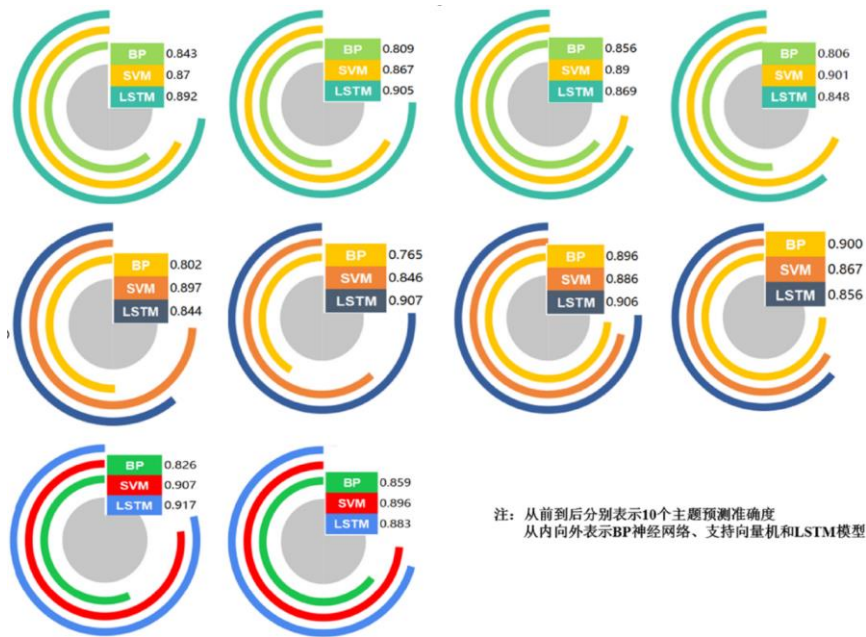 BP 0.843
SVM 0.87
LSTM 0.892
BP 0.809
SVM 0.867
LSTM 0.905
BP 0.856
SVM 0.89
LSTM 0.869
BP 0.806
SVM 0.901
LSTM 0.848
BP 0.802
SVM 0.897
LSTM 0.844
BP 0.765
SVM 0.846
LSTM 0.907
BP 0.896
SVM 0.886
LSTM 0.906
BP 0.900
SVM 0.867
LSTM 0.856
BP 0.826
SVM 0.907
LSTM 0.917
BP 0.859
SVM 0.896
LSTM 0.883
注：从前到后分别表示10个主题预测准确度
从内向外表示BP神经网络、支持向量机和LSTM模型